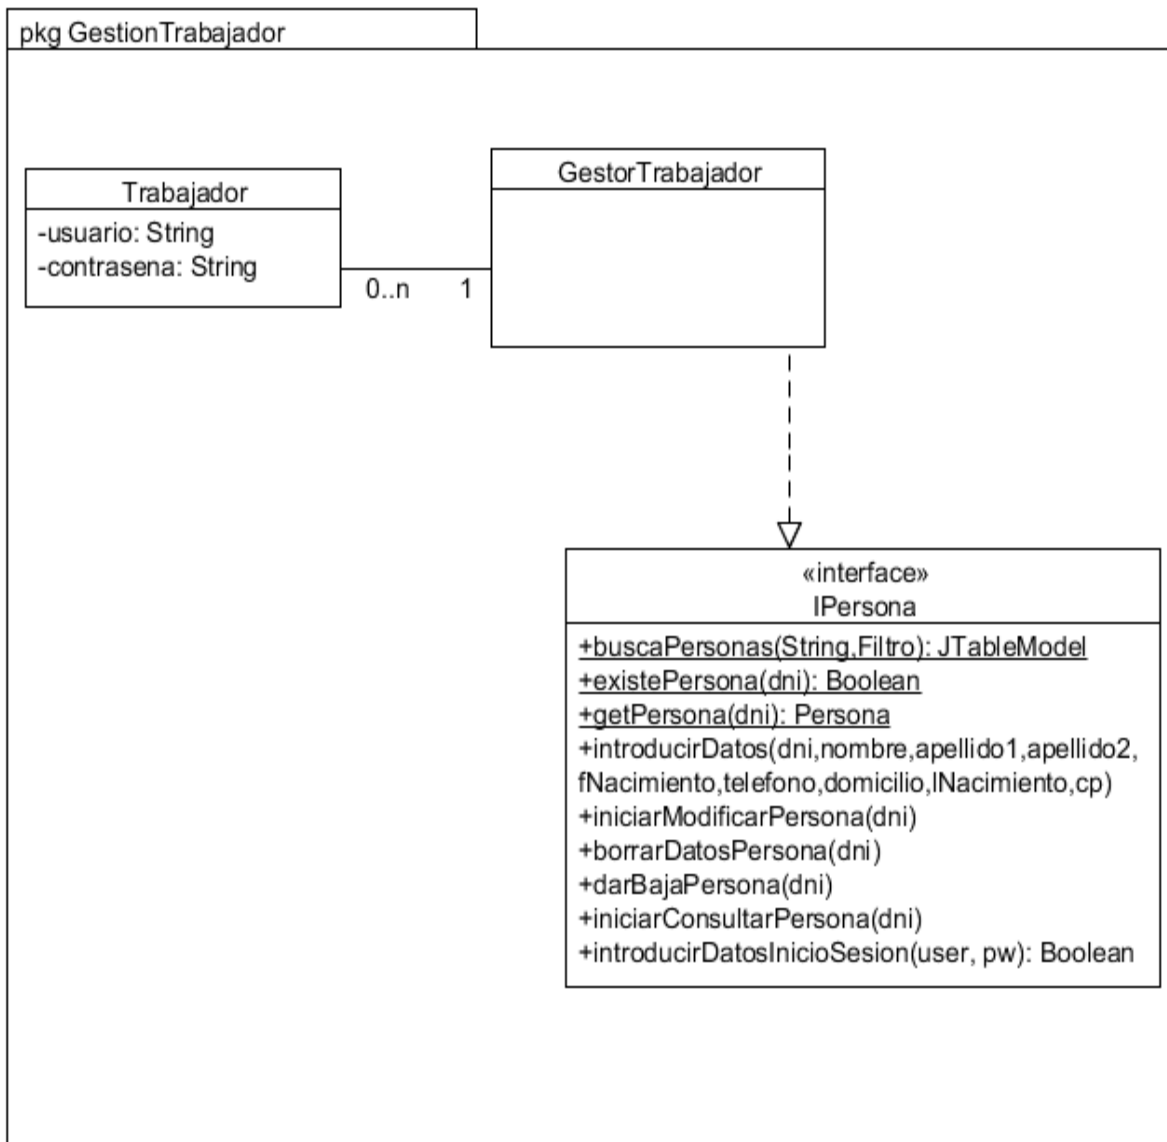 pkg GestionTrabajador
Trabajador
-usuario: String
-contrasena: String
0..n
1
GestorTrabajador
«interface»
IPersona
+buscaPersonas(String,Filtro): JTableModel
+existePersona(dni): Boolean
+getPersona(dni): Persona
+introducirDatos(dni,nombre,apellido1,apellido2,
fNacimiento,telefono,domicilio,lNacimiento,cp)
+iniciarModificarPersona(dni)
+borrarDatosPersona(dni)
+darBajaPersona(dni)
+iniciarConsultarPersona(dni)
+introducirDatosInicioSesion(user, pw): Boolean